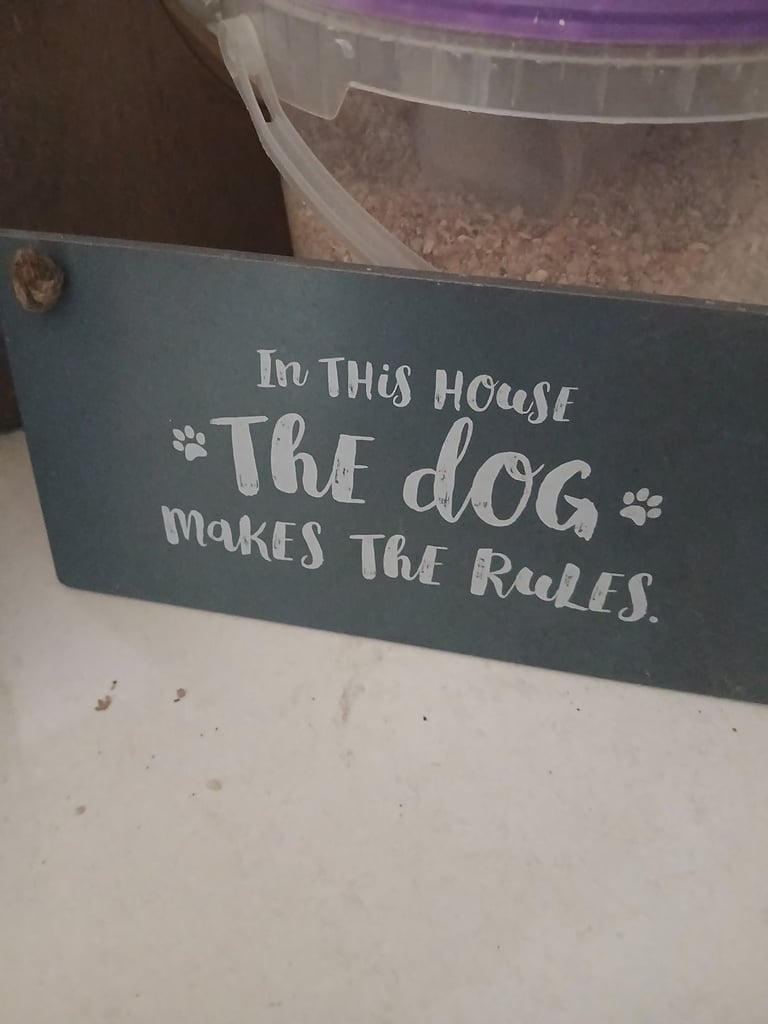 In THiS HOuSE
ThE dOG
MaKES ThE RuLES.